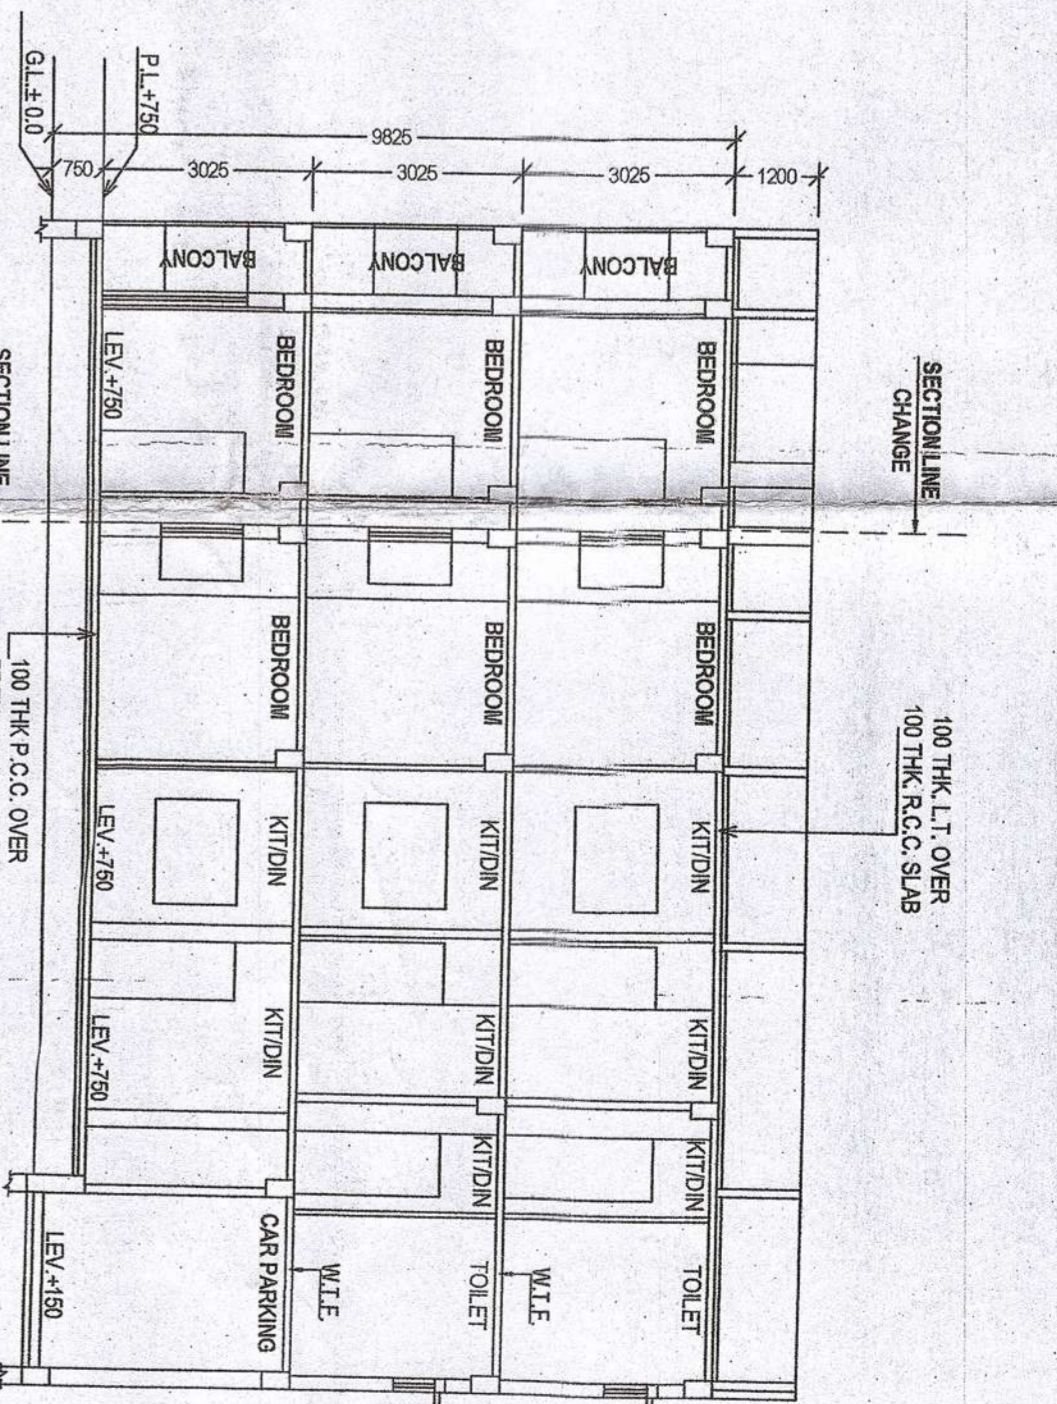 SECTION LINE
CHANGE
100 THK. L.T. OVER
100 THK. R.C.C. SLAB
1200
3025
3025
3025
750
9825
P.L.+750
G.L.± 0.0
BALCONY
BEDROOM
BEDROOM
KIT/DIN
KIT/DIN
KIT/DIN
TOILET
W.T.F.
BALCONY
BEDROOM
BEDROOM
KIT/DIN
KIT/DIN
KIT/DIN
TOILET
W.T.F.
BALCONY
BEDROOM
BEDROOM
KIT/DIN
KIT/DIN
CAR PARKING
LEV.+750
LEV.+750
LEV.+750
LEV.+150
SECTION LINE
100 THK P.C.C. OVER